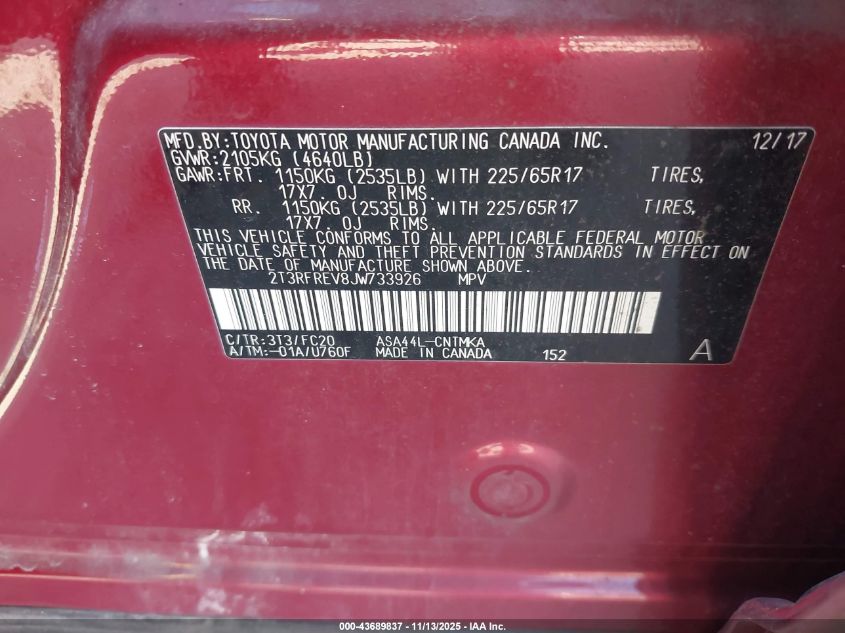 MFD.BY:TOYOTA MOTOR MANUFACTURING CANADA INC. 12/17
GVWR:2105KG (4640LB)
GAWR:FRT. 1150KG (2535LB) WITH 225/65R17 TIRES,
17X7 0J RIMS.
RR. 1150KG (2535LB) WITH 225/65R17 TIRES,
17X7 0J RIMS.
THIS VEHICLE CONFORMS TO ALL APPLICABLE FEDERAL MOTOR
VEHICLE SAFETY AND THEFT PREVENTION STANDARDS IN EFFECT ON
THE DATE OF MANUFACTURE SHOWN ABOVE.
2T3RFREV8JW733926 MPV
C/TR:3T3/FC20 ASA44L-CNTMKA
A/TM:-01A/U760F MADE IN CANADA 152 A
000-43689837 - 11/13/2025 - IAA Inc.